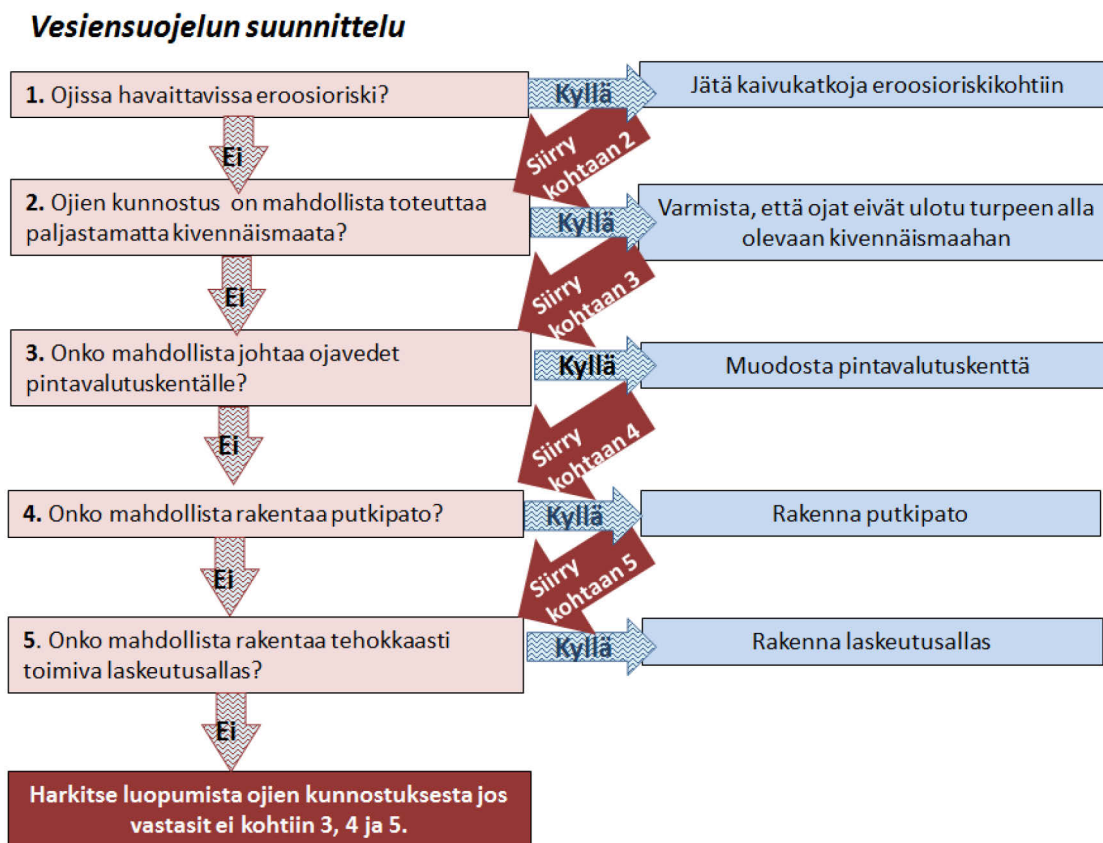 Vesiensuojelun suunnittelu
1. Ojissa havaittavissa eroosioriski?
Kyllä
Jätä kaivukatkoja eroosioriskikohtiin
Ei
Siirry
kohtaan 2
2. Ojien kunnostus on mahdollista toteuttaa
paljastamatta kivennäismaata?
Kyllä
Varmista, että ojat eivät ulotu turpeen alla
olevaan kivennäismaahan
Ei
Siirry
kohtaan 3
3. Onko mahdollista johtaa ojavedet
pintavalutuskentälle?
Kyllä
Muodosta pintavalutuskenttä
Ei
Siirry
kohtaan 4
4. Onko mahdollista rakentaa putkipato?
Kyllä
Rakenna putkipato
Ei
Siirry
kohtaan 5
5. Onko mahdollista rakentaa tehokkaasti
toimiva laskeutusallas?
Kyllä
Rakenna laskeutusallas
Ei
Harkitse luopumista ojien kunnostuksesta jos
vastasit ei kohtiin 3, 4 ja 5.